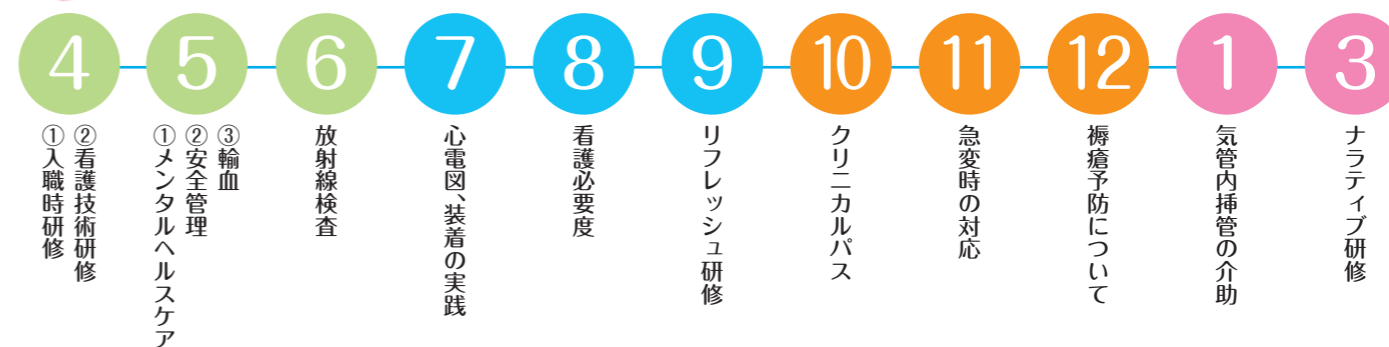 4
①入職時研修
②看護技術研修
5
①メンタルヘルスケア
②安全管理
③輸血
6
放射線検査
7
心電図、装着の実践
8
看護必要度
9
リフレッシュ研修
10
クリニカルパス
11
急変時の対応
12
褥瘡予防について
1
気管内挿管の介助
3
ナラティブ研修